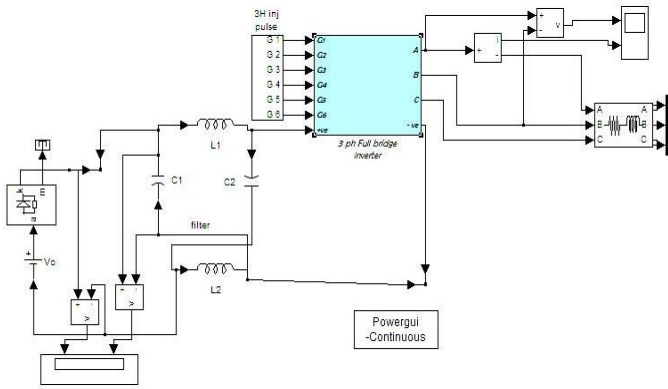 3H inj
pulse
G 1
G 2
G 3
G 4
G 5
G 6
G1
G2
G3
G4
G5
G6
+ve
A
B
C
- ve
3 ph Full bridge
Inverter
+
-
v
+
i
-
A
B
C
A
B
C
L1
C1
C2
filter
L2
k
m
a
+
Vc
+
-
v
+
-
v
Powergui
-Continuous